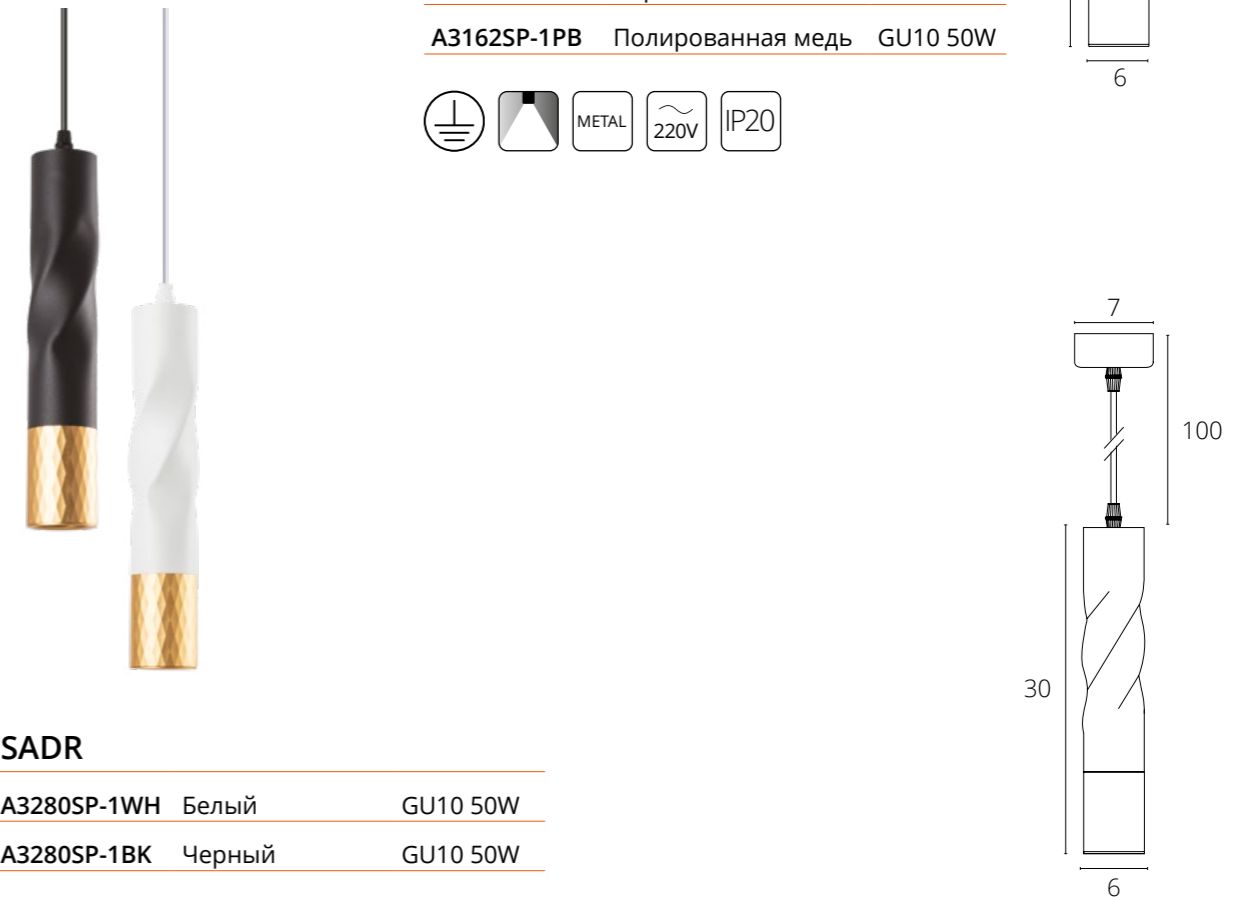 A3162SP-1PB Полированная медь GU10 50W
6
METAL 220V IP20
7
100
30
SADR
A3280SP-1WH Белый GU10 50W
A3280SP-1BK Черный GU10 50W
6